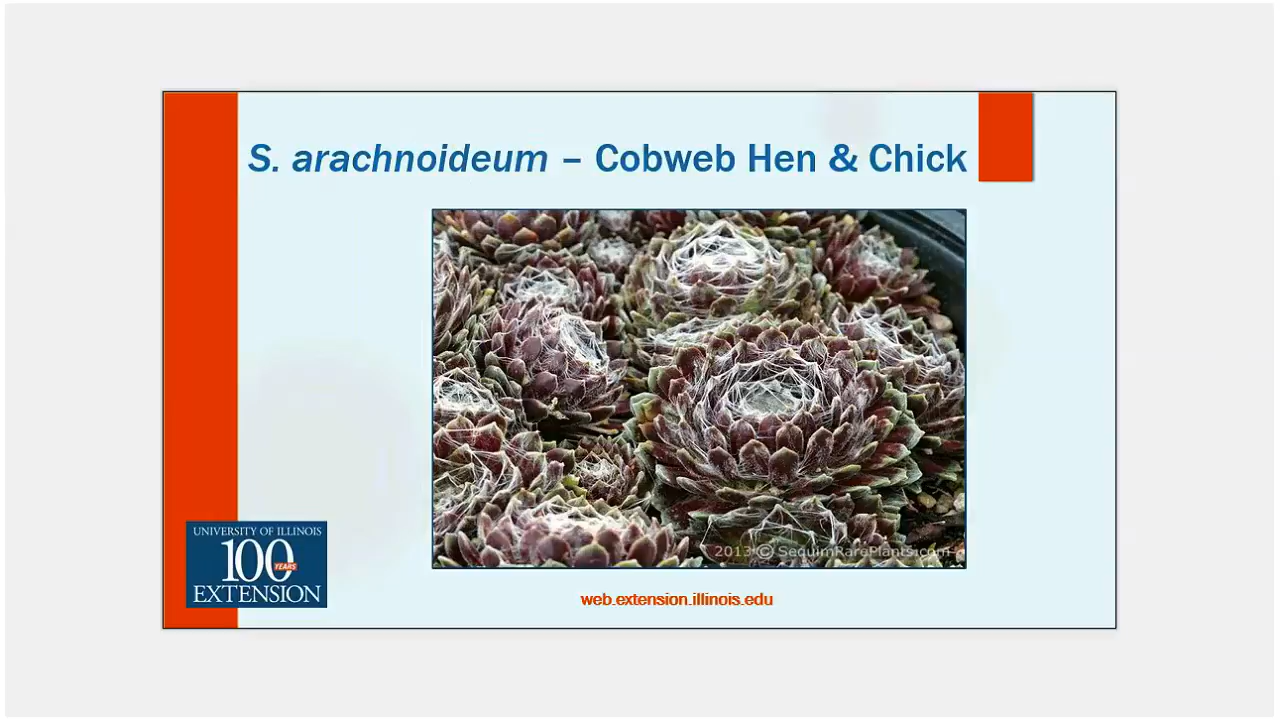 S. arachnoideum – Cobweb Hen & Chick
2013 © SequimRarePlants.com
UNIVERSITY OF ILLINOIS
100 YEARS
EXTENSION
web.extension.illinois.edu